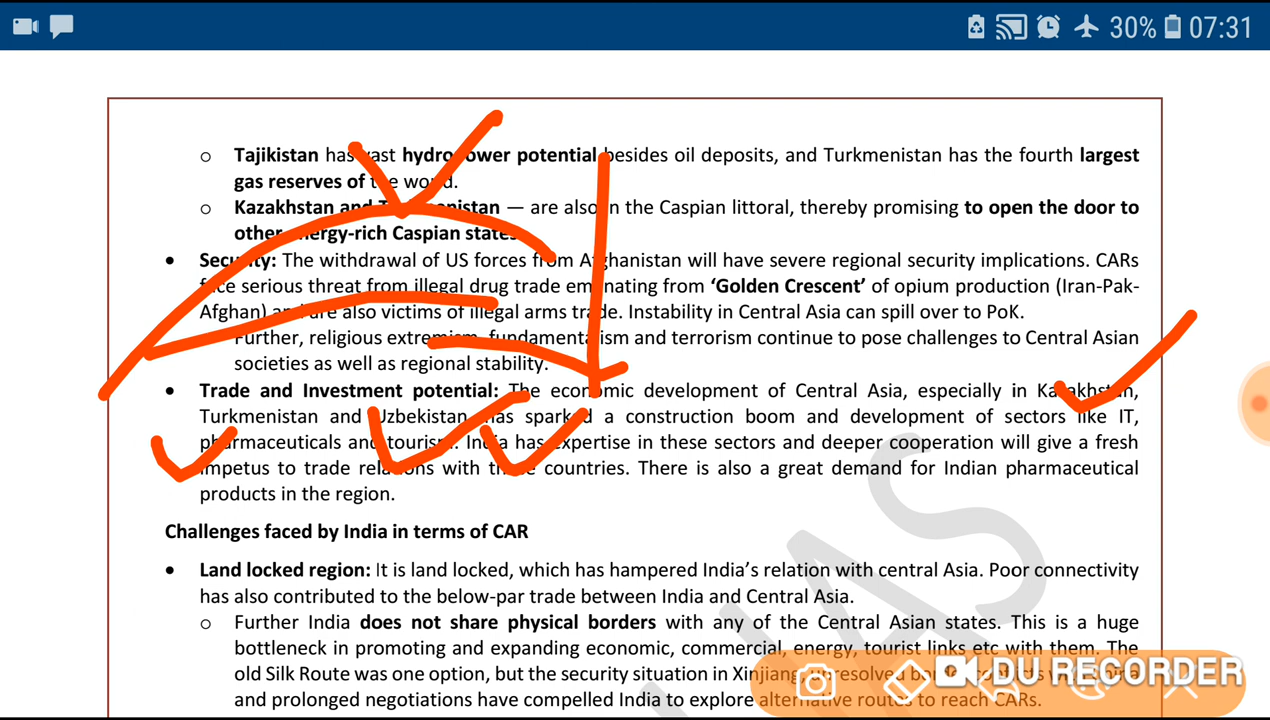 30% 07:31
o Tajikistan has vast hydropower potential besides oil deposits, and Turkmenistan has the fourth largest
gas reserves of the world.
o Kazakhstan and Turkmenistan — are also in the Caspian littoral, thereby promising to open the door to
other energy-rich Caspian states.
• Security: The withdrawal of US forces from Afghanistan will have severe regional security implications. CARs
face serious threat from illegal drug trade emanating from ‘Golden Crescent’ of opium production (Iran-Pak-
Afghan) and are also victims of illegal arms trade. Instability in Central Asia can spill over to PoK.
Further, religious extremism, fundamentalism and terrorism continue to pose challenges to Central Asian
societies as well as regional stability.
• Trade and Investment potential: The economic development of Central Asia, especially in Kazakhstan,
Turkmenistan and Uzbekistan has sparked a construction boom and development of sectors like IT,
pharmaceuticals and tourism. India has expertise in these sectors and deeper cooperation will give a fresh
impetus to trade relations with these countries. There is also a great demand for Indian pharmaceutical
products in the region.
Challenges faced by India in terms of CAR
• Land locked region: It is land locked, which has hampered India’s relation with central Asia. Poor connectivity
has also contributed to the below-par trade between India and Central Asia.
o Further India does not share physical borders with any of the Central Asian states. This is a huge
bottleneck in promoting and expanding economic, commercial, energy, tourist links etc with them. The
old Silk Route was one option, but the security situation in Xinjiang, unresolved
and prolonged negotiations have compelled India to explore alternative routes to reach CARs.
DU RECORDER
IAS